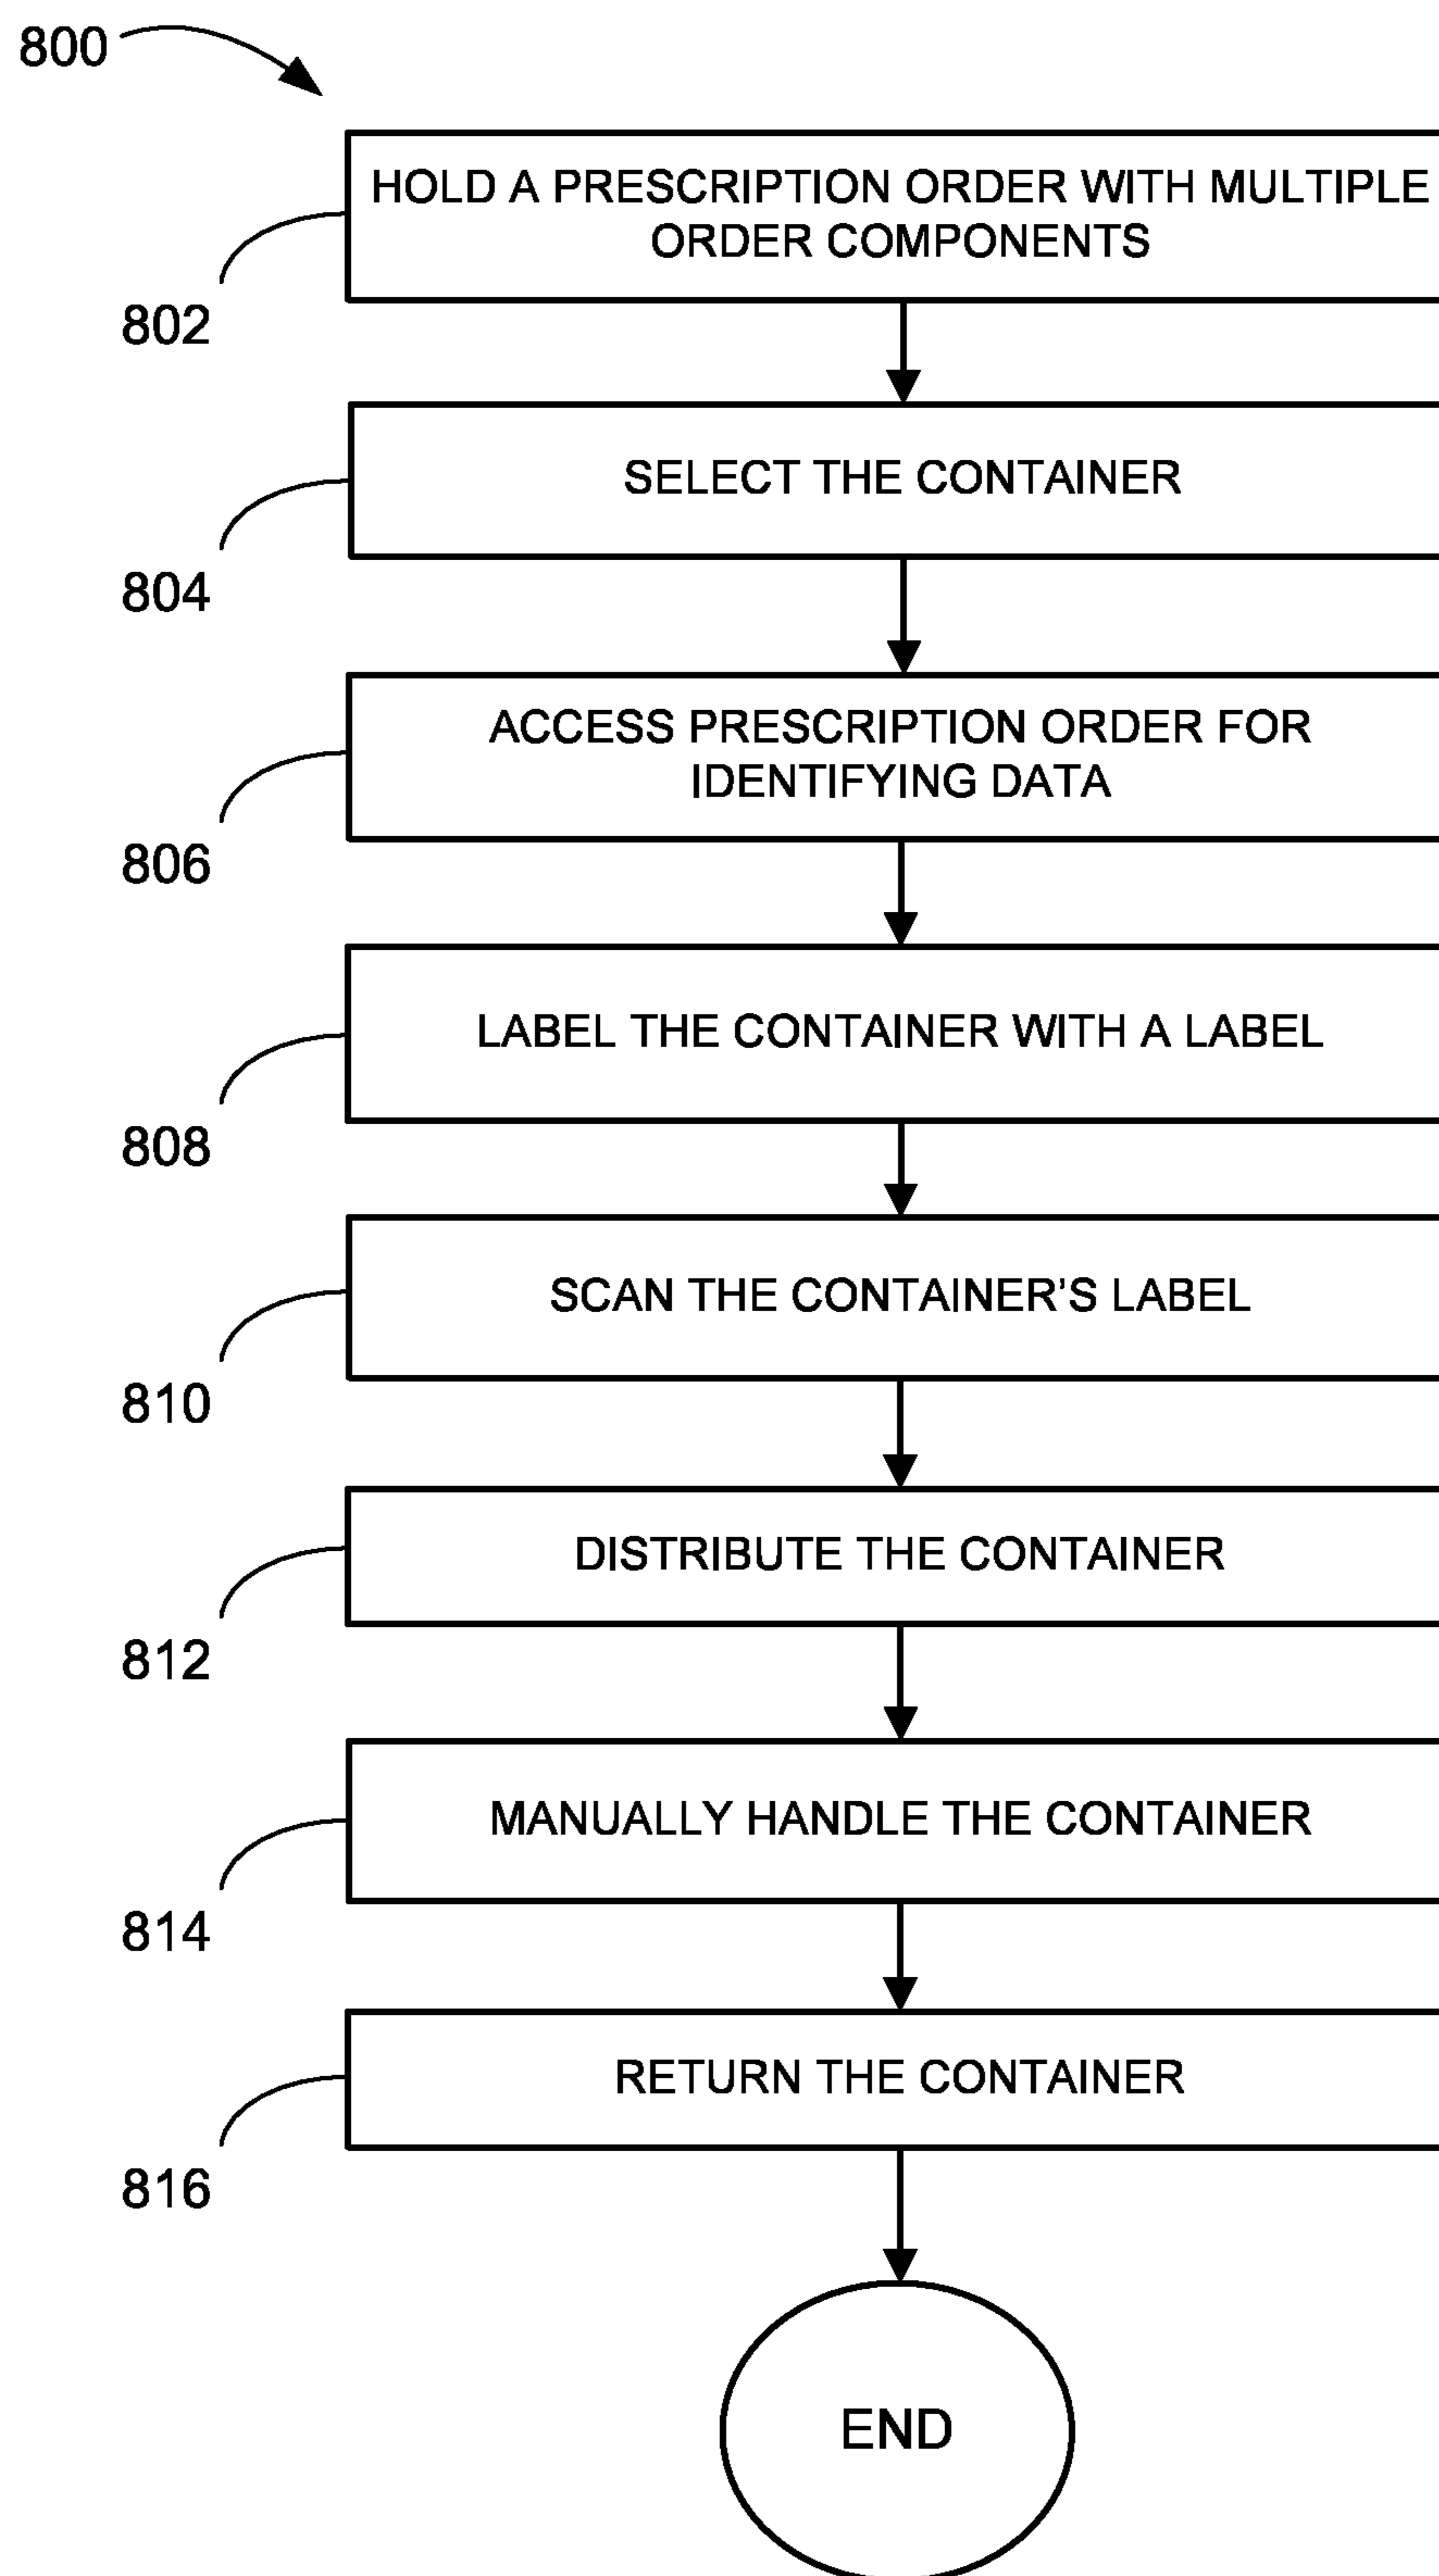 800
HOLD A PRESCRIPTION ORDER WITH MULTIPLE
ORDER COMPONENTS
802
SELECT THE CONTAINER
804
ACCESS PRESCRIPTION ORDER FOR
IDENTIFYING DATA
806
LABEL THE CONTAINER WITH A LABEL
808
SCAN THE CONTAINER'S LABEL
810
DISTRIBUTE THE CONTAINER
812
MANUALLY HANDLE THE CONTAINER
814
RETURN THE CONTAINER
816
END